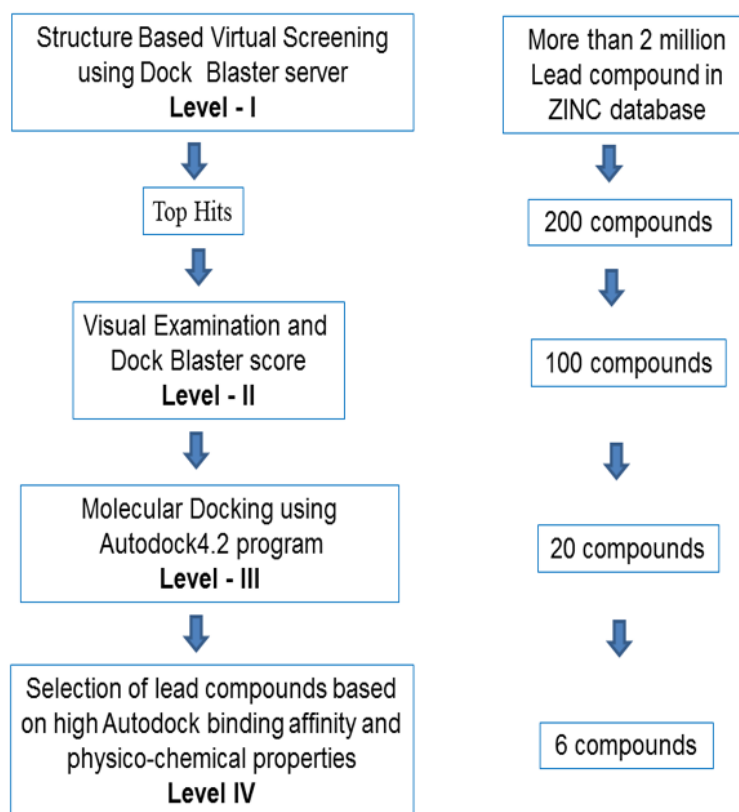 Structure Based Virtual Screening
using Dock Blaster server
Level - I
Top Hits
Visual Examination and
Dock Blaster score
Level - II
Molecular Docking using
Autodock4.2 program
Level - III
Selection of lead compounds based
on high Autodock binding affinity and
physico-chemical properties
Level IV
More than 2 million
Lead compound in
ZINC database
200 compounds
100 compounds
20 compounds
6 compounds